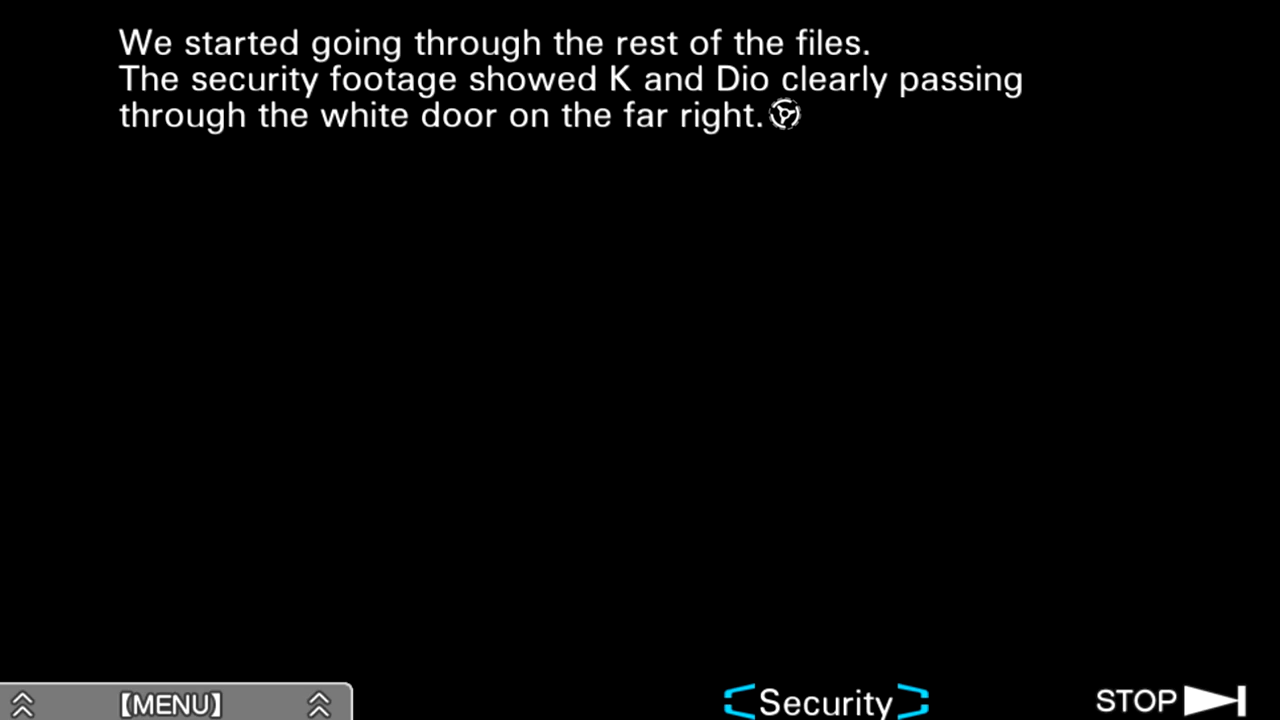 We started going through the rest of the files.
The security footage showed K and Dio clearly passing
through the white door on the far right.
【MENU】
Security
STOP